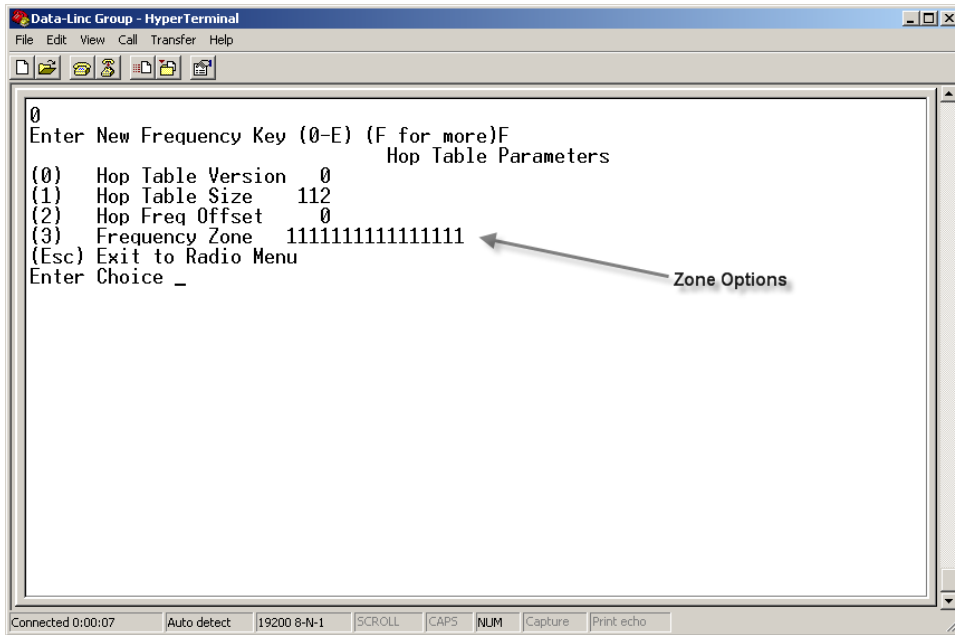 Data-Linc Group - HyperTerminal
File Edit View Call Transfer Help
0
Enter New Frequency Key (0-E) (F for more)F
Hop Table Parameters
(0) Hop Table Version 0
(1) Hop Table Size 112
(2) Hop Freq Offset 0
(3) Frequency Zone 1111111111111111
(Esc) Exit to Radio Menu
Enter Choice _
Zone Options
Connected 0:00:07 Auto detect 19200 8-N-1 SCROLL CAPS NUM Capture Print echo